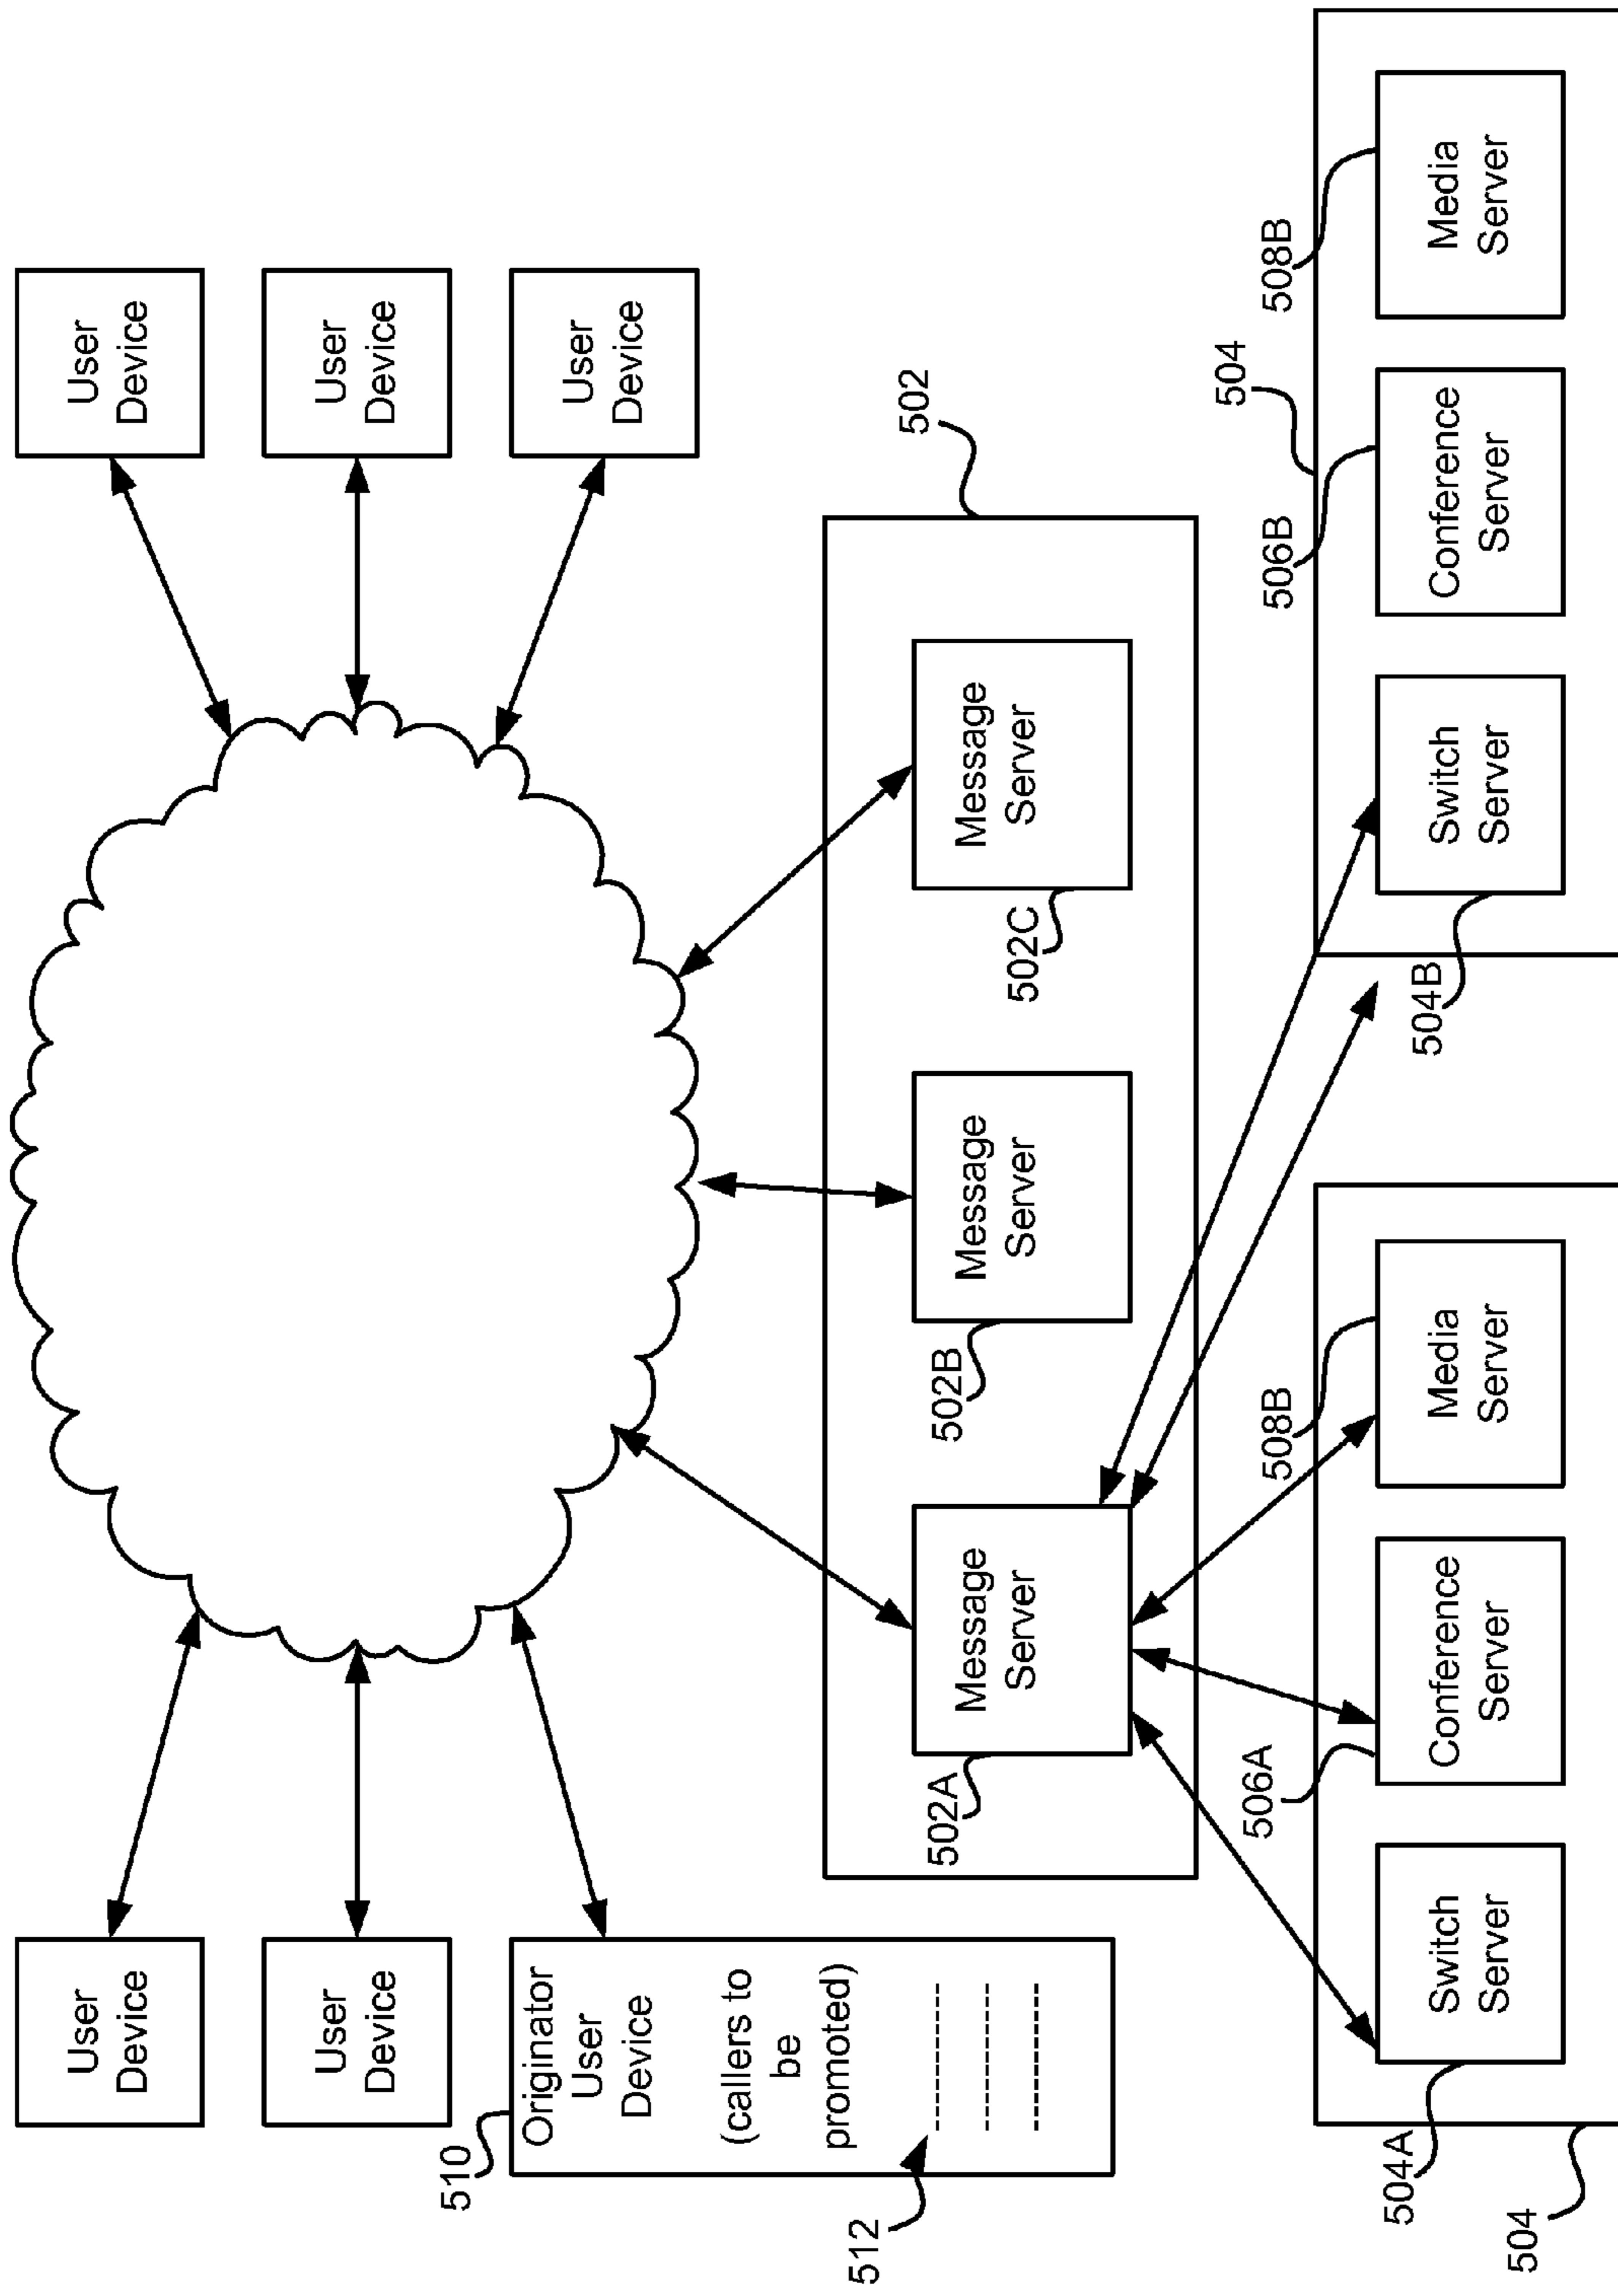 User
Device
User
Device
User
Device
User
Device
510
Originator
User
Device
(callers to
be
promoted)
512
User
Device
502
502A
Message
Server
502B
Message
Server
502C
Message
Server
504
506A
508B
506B
508B
504A
Switch
Server
Conference
Server
Media
Server
504B
Switch
Server
Conference
Server
Media
Server
504